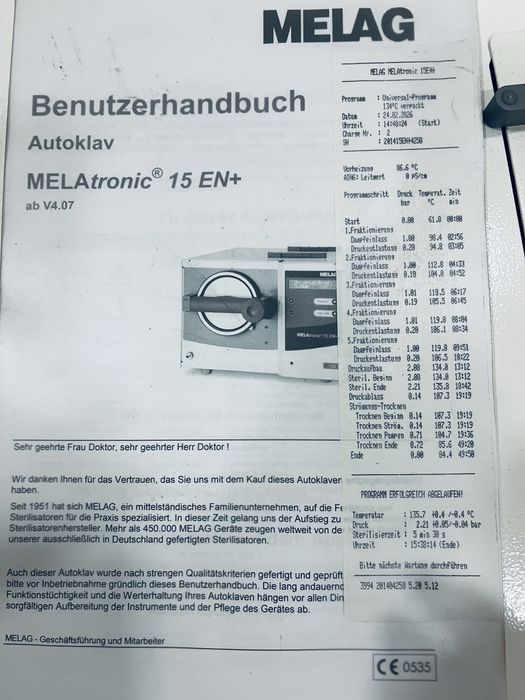 MELAG
Benutzerhandbuch
Autoklav
MELAtronic® 15 EN+
ab V4.07
MELAG
MELAtronic 15 EN+
Sehr geehrte Frau Doktor, sehr geehrter Herr Doktor !
Wir danken Ihnen für das Vertrauen, das Sie uns mit dem Kauf dieses Autoklaven
haben.
Seit 1951 hat sich MELAG, ein mittelständisches Familienunternehmen, auf die
Sterilisatoren für die Praxis spezialisiert. In dieser Zeit gelang uns der Aufstieg zu
Sterilisatorenhersteller. Mehr als 450.000 MELAG Geräte zeugen weltweit von der
unserer ausschließlich in Deutschland gefertigten Sterilisatoren.
Auch dieser Autoklav wurde nach strengen Qualitätskriterien gefertigt und geprüft
bitte vor Inbetriebnahme gründlich dieses Benutzerhandbuch. Die lang
Funktionstüchtigkeit und die Werterhaltung Ihres Autoklaven hängen vor allen
sorgfältigen Aufbereitung der Instrumente und der Pflege des Gerätes ab.
MELAG - Geschäftsführung und Mitarbeiter
CE 0535
MELAG MELAtronic 15EN+
Programm : Universal-Programm
134°C verpackt
Datum : 24.02.2026
Uhrzeit : 14:48:24 (Start)
Charge Nr. : 2
SN : 201415EN+4258
Vorheizung 86.6 °C
AIN6: Leitwert 0 µS/cm
Programmschritt Druck Temperat. Zeit
bar °C min
Start 0.00 61.8 00:00
1.Fraktionierung
Dampfeinlass 1.00 98.4 02:56
Druckentlastung 0.20 94.8 03:05
2.Fraktionierung
Dampfeinlass 1.00 112.8 04:33
Druckentlastung 0.18 104.0 04:52
3.Fraktionierung
Dampfeinlass 1.01 118.5 06:17
Druckentlastung 0.19 105.5 06:45
4.Fraktionierung
Dampfeinlass 1.01 119.8 08:04
Druckentlastung 0.20 106.1 08:34
5.Fraktionierung
Dampfeinlass 1.00 119.8 09:51
Druckentlastung 0.20 106.5 10:22
Druckaufbau 2.08 134.0 13:12
Steril. Beginn 2.08 134.0 13:12
Steril. Ende 2.21 135.8 18:42
Druckablass 0.14 107.3 19:19
Strömungs-Trocknen
Trocknen Beginn 0.14 107.3 19:19
Trocknen Ström. 0.14 107.3 19:19
Trocknen Pumpen 0.71 104.7 19:36
Trocknen Ende 0.72 85.6 49:20
Ende 0.00 84.4 49:50
PROGRAMM ERFOLGREICH ABGELAUFEN!
Temperatur : 135.7 +0.4 /-0.4 °C
Druck : 2.21 +0.05/-0.04 bar
Sterilisierzeit : 5 min 30 s
Uhrzeit : 15:38:14 (Ende)
Bitte nächste Wartung durchführen
3994 201404258 5.20 5.12